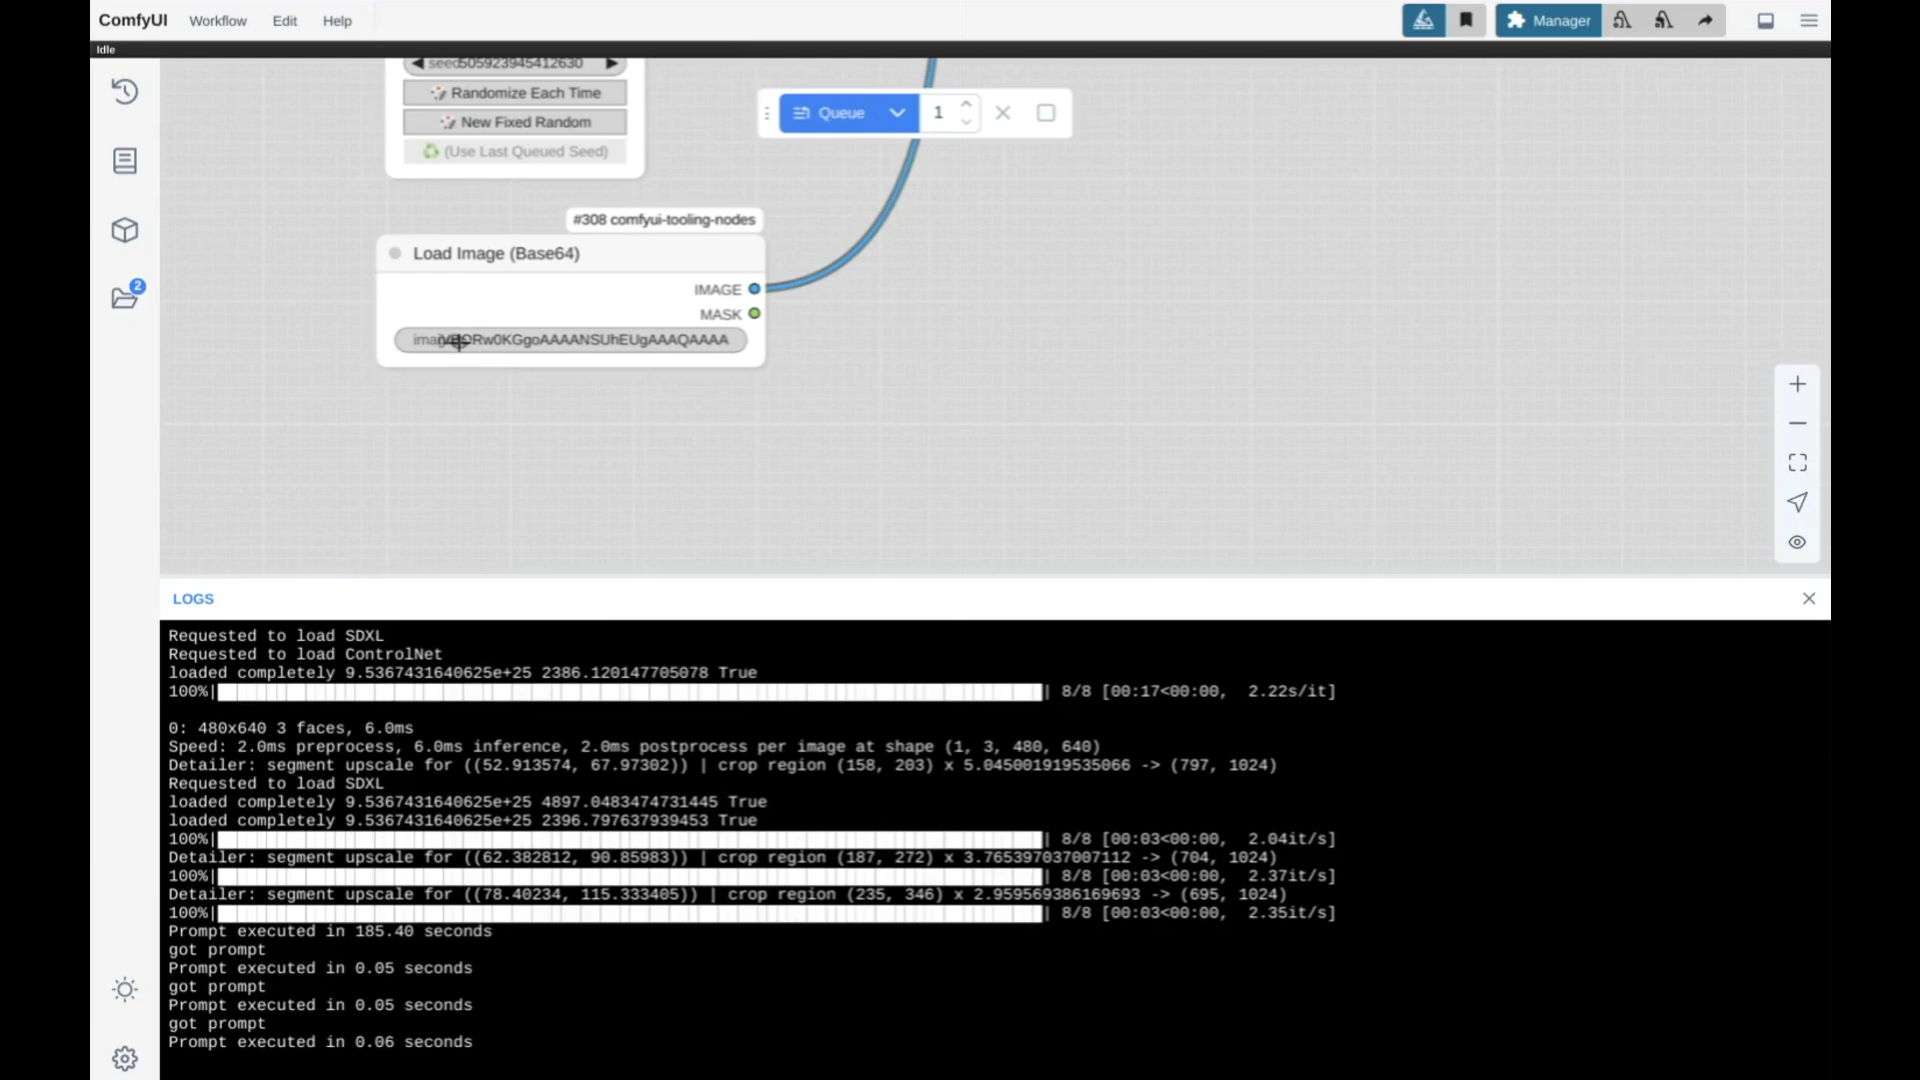 ComfyUI Workflow Edit Help Manager
Idle
seed 505923945412630
Randomize Each Time
Queue 1
New Fixed Random
(Use Last Queued Seed)
#308 comfyui-tooling-nodes
Load Image (Base64)
2
IMAGE
MASK
Rw0KGgoAAAANSUhEUgAAAQAAAA
LOGS
Requested to load SDXL
Requested to load ControlNet
loaded completely 9.5367431640625e+25 2386.120147705078 True
100%| | 8/8 [00:17<00:00, 2.22s/it]
0: 480x640 3 faces, 6.0ms
Speed: 2.0ms preprocess, 6.0ms inference, 2.0ms postprocess per image at shape (1, 3, 480, 640)
Detailer: segment upscale for ((52.913574, 67.97302)) | crop region (158, 203) x 5.045001919535066 -> (797, 1024)
Requested to load SDXL
loaded completely 9.5367431640625e+25 4897.0483474731445 True
loaded completely 9.5367431640625e+25 2396.797637939453 True
100%| | 8/8 [00:03<00:00, 2.04it/s]
Detailer: segment upscale for ((62.382812, 90.85983)) | crop region (187, 272) x 3.765397037007112 -> (704, 1024)
100%| | 8/8 [00:03<00:00, 2.37it/s]
Detailer: segment upscale for ((78.40234, 115.333405)) | crop region (235, 346) x 2.959569386169693 -> (695, 1024)
100%| | 8/8 [00:03<00:00, 2.35it/s]
Prompt executed in 185.40 seconds
got prompt
Prompt executed in 0.05 seconds
got prompt
Prompt executed in 0.05 seconds
got prompt
Prompt executed in 0.06 seconds